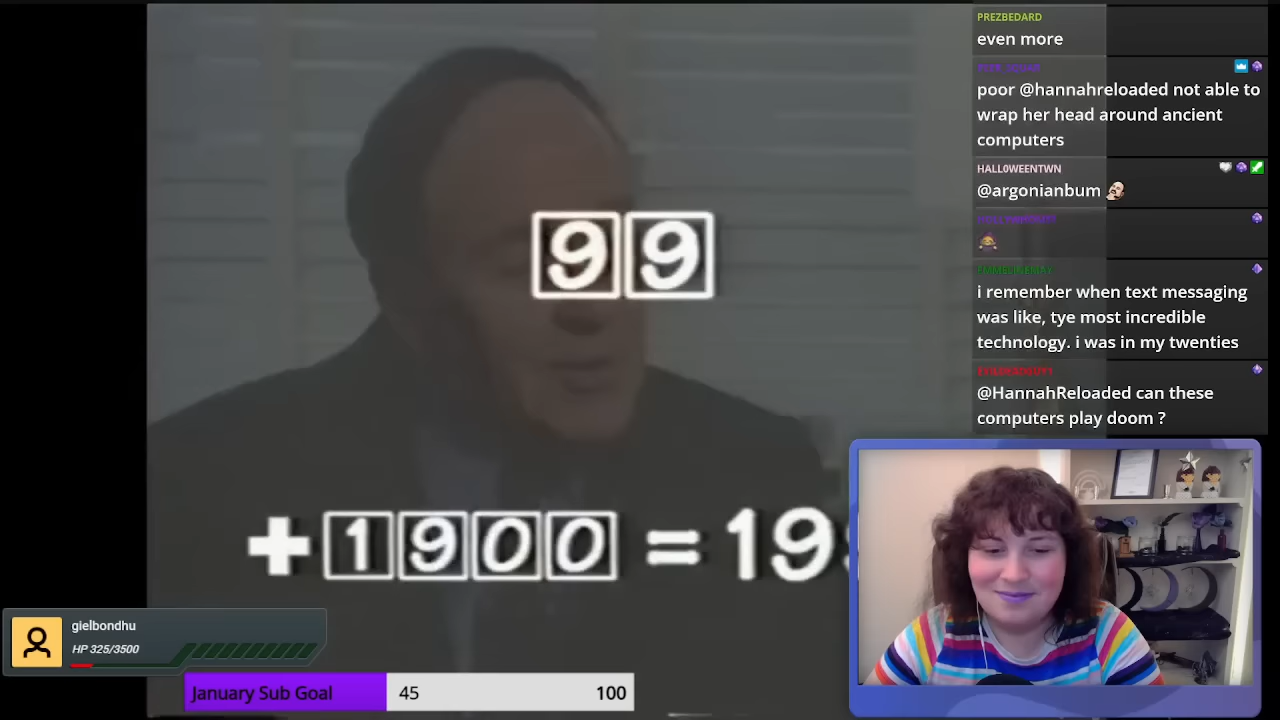 PREZBEDARD
even more
poor @hannahreloaded not able to
wrap her head around ancient
computers
HALL0WEENTWN
@argonianbum
i remember when text messaging
was like, tye most incredible
technology. i was in my twenties
@HannahReloaded can these
computers play doom ?
99
+1900=199
gielbondhu
HP 325/3500
January Sub Goal 45 100